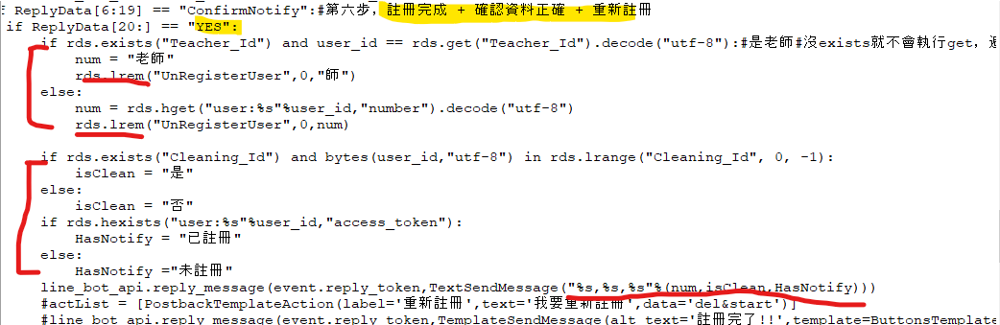 ReplyData[6:19] == "ConfirmNotify":#第六步, 註冊完成 + 確認資料正確 + 重新註冊
if ReplyData[20:] == "YES":
if rds.exists("Teacher_Id") and user_id == rds.get("Teacher_Id").decode("utf-8"):#是老師#沒exists就不會執行get,
num = "老師"
rds.lrem("UnRegisterUser",0,"師")
else:
num = rds.hget("user:%s"%user_id,"number").decode("utf-8")
rds.lrem("UnRegisterUser",0,num)
if rds.exists("Cleaning_Id") and bytes(user_id,"utf-8") in rds.lrange("Cleaning_Id", 0, -1):
isClean = "是"
else:
isClean = "否"
if rds.hexists("user:%s"%user_id,"access_token"):
HasNotify = "已註冊"
else:
HasNotify ="未註冊"
line_bot_api.reply_message(event.reply_token,TextSendMessage("%s,%s,%s"%(num,isClean,HasNotify)))
#actList = [PostbackTemplateAction(label='重新註冊',text='我要重新註冊',data='del&start')]
#line_bot_api.reply_message(event.reply_token,TemplateSendMessage(alt_text='註冊完了!!',template=ButtonsTemplate